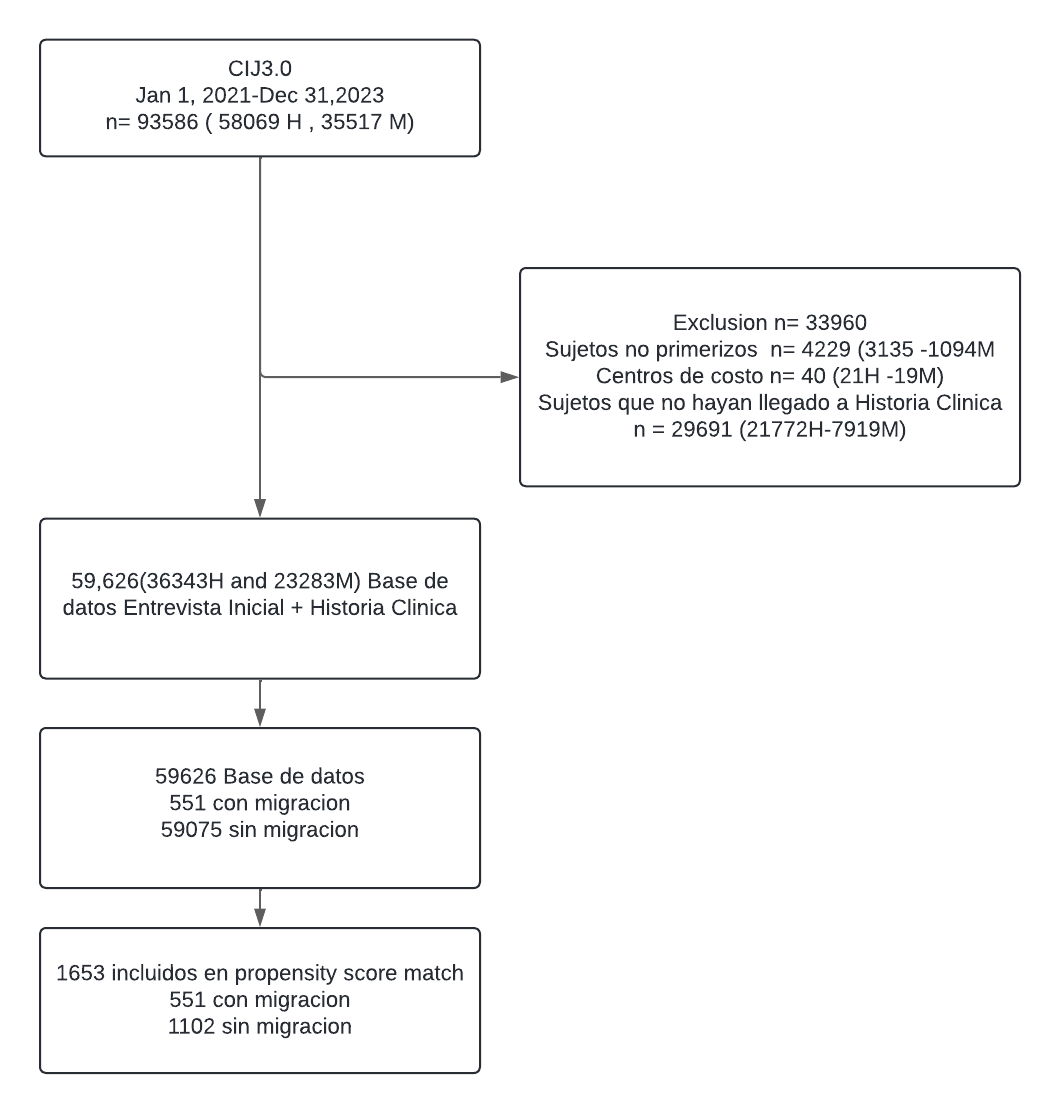 CIJ3.0
Jan 1, 2021-Dec 31,2023
n= 93586 ( 58069 H , 35517 M)
Exclusion n= 33960
Sujetos no primerizos n= 4229 (3135 -1094M
Centros de costo n= 40 (21H -19M)
Sujetos que no hayan llegado a Historia Clinica
n = 29691 (21772H-7919M)
59,626(36343H and 23283M) Base de
datos Entrevista Inicial + Historia Clinica
59626 Base de datos
551 con migracion
59075 sin migracion
1653 incluidos en propensity score match
551 con migracion
1102 sin migracion